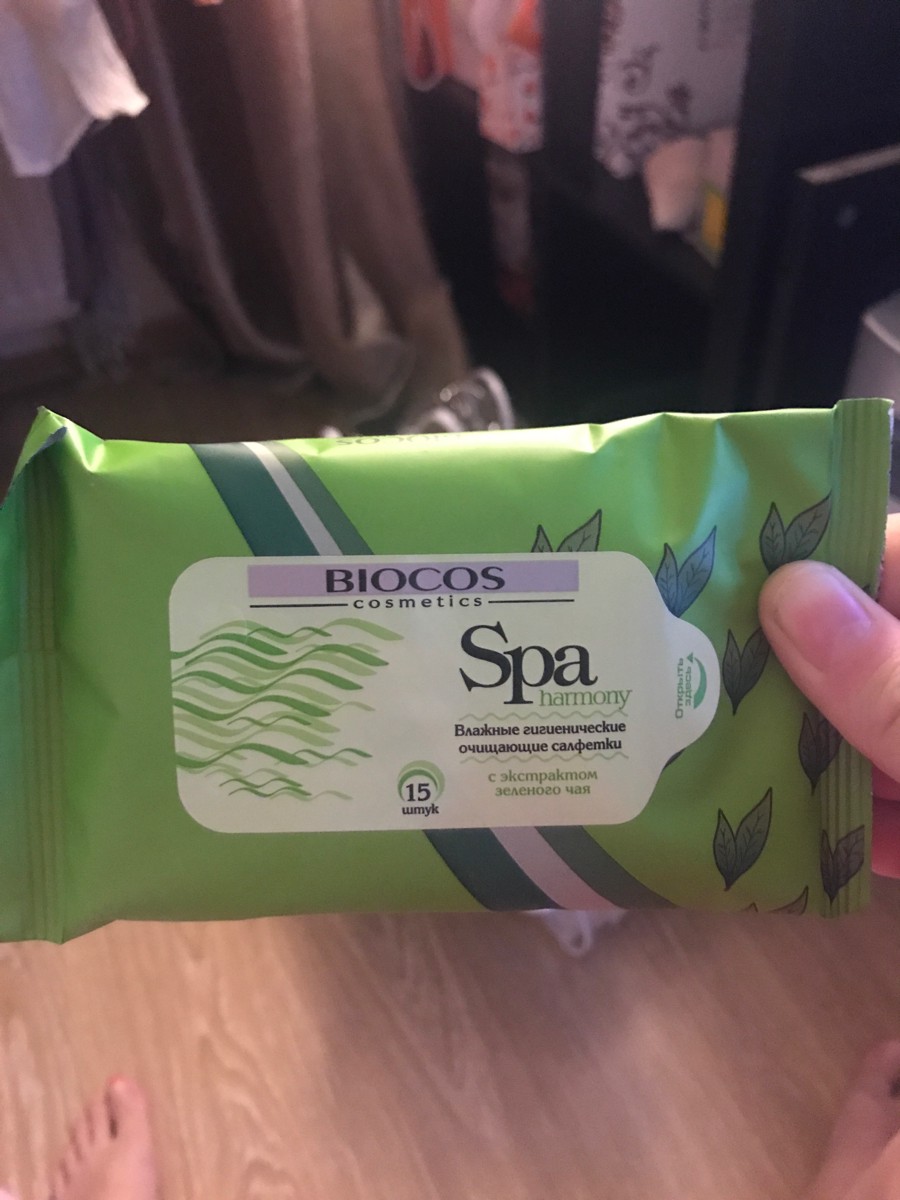 BIOCOS
cosmetics
Spa
harmony
Влажные гигиенические
очищающие салфетки
с экстрактом
зеленого чая
15
штук
Открыть
здесь